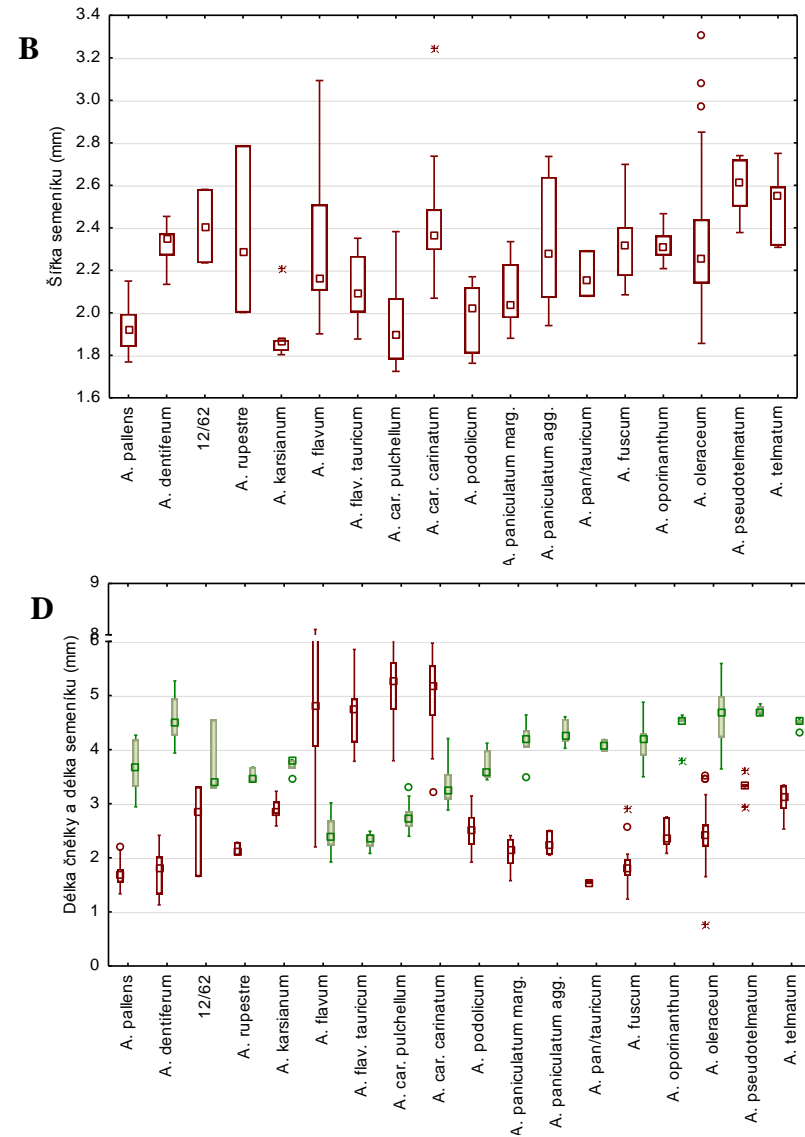 B
Šířka semeníku (mm)
3.4
3.2
3.0
2.8
2.6
2.4
2.2
2.0
1.8
1.6
A. pallens
A. dentiferum
12/62
A. rupestre
A. karsianum
A. flavum
A. flav. tauricum
A. car. pulchellum
A. car. carinatum
A. podolicum
A. paniculatum marg.
A. paniculatum agg.
A. pan/tauricum
A. fuscum
A. oporinanthum
A. oleraceum
A. pseudotelmatum
A. telmatum
D
Délka čnělky a délka semeníku (mm)
9
8
6
5
4
3
2
1
0
A. pallens
A. dentiferum
12/62
A. rupestre
A. karsianum
A. flavum
A. flav. tauricum
A. car. pulchellum
A. car. carinatum
A. podolicum
A. paniculatum marg.
A. paniculatum agg.
A. pan/tauricum
A. fuscum
A. oporinanthum
A. oleraceum
A. pseudotelmatum
A. telmatum